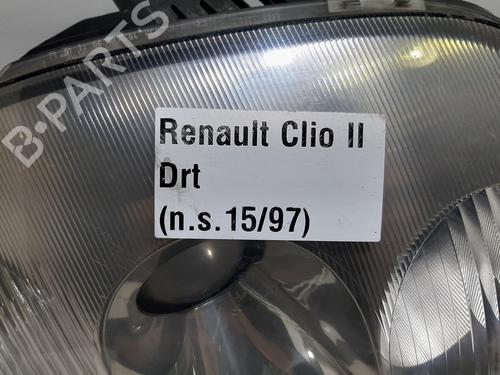 B-PARTS
Renault Clio II
Drt
(n.s.15/97)